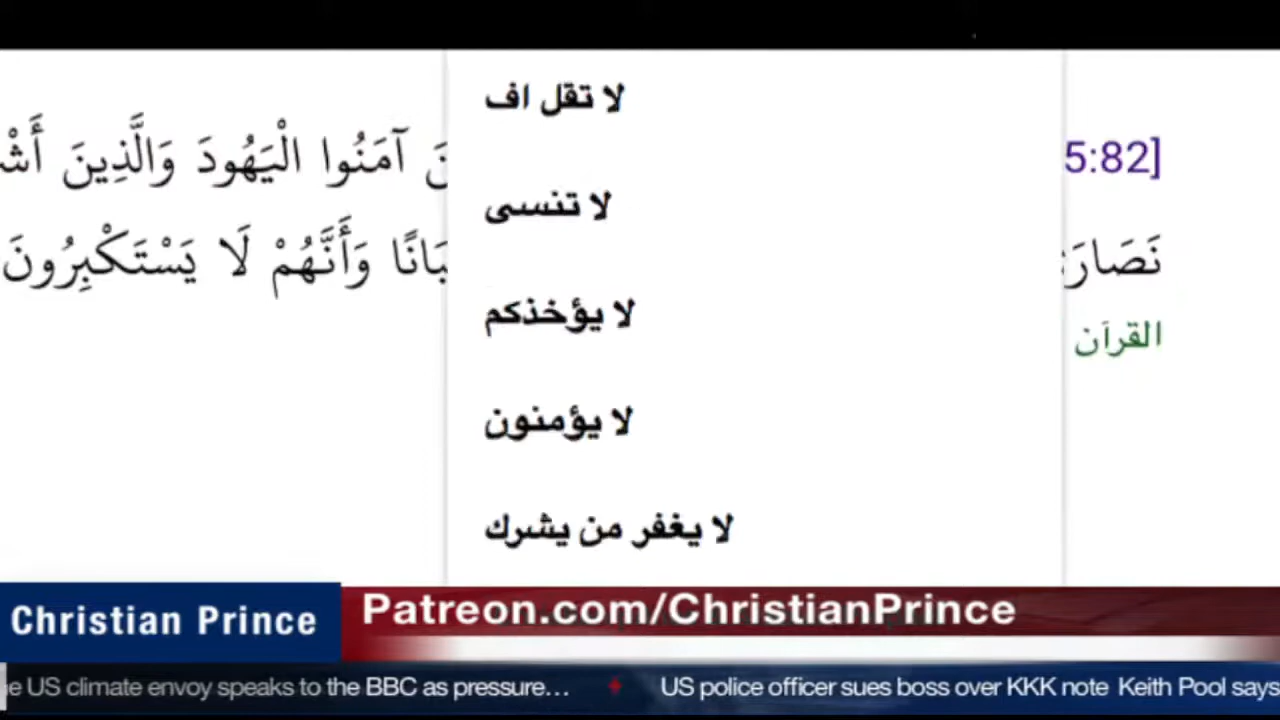 لا تقل اف
[5:82
نَ آمَنُوا الْيَهُودَ وَالَّذِينَ أَشْ
لا تنسى
نَصَارَ
بَانًا وَأَنَّهُمْ لَا يَسْتَكْبِرُونَ
لا يؤخذكم
القرآن
لا يؤمنون
لا يغفر من يشرك
Christian Prince
Patreon.com/ChristianPrince
e US climate envoy speaks to the BBC as pressure... US police officer sues boss over KKK note Keith Pool says